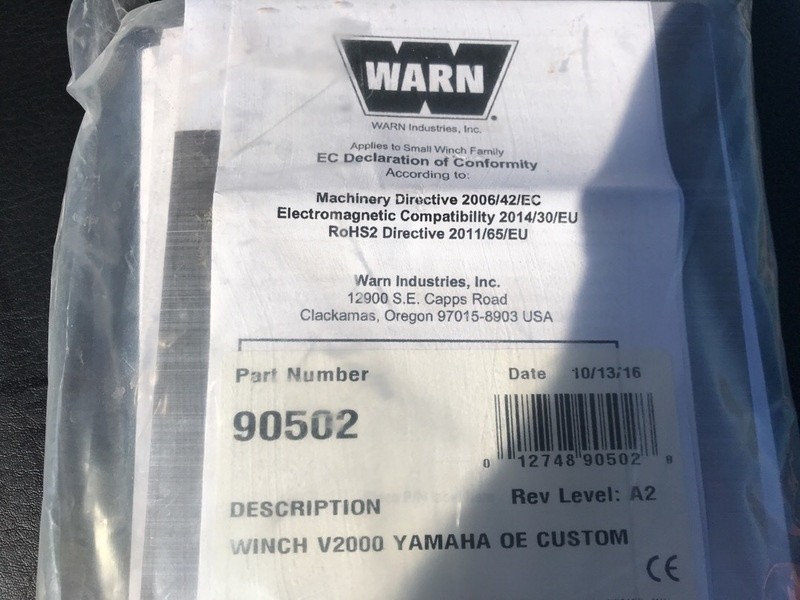 WARN
WARN Industries, Inc.
Applies to Small Winch Family
EC Declaration of Conformity
According to:
Machinery Directive 2006/42/EC
Electromagnetic Compatibility 2014/30/EU
RoHS2 Directive 2011/65/EU
Warn Industries, Inc.
12900 S.E. Capps Road
Clackamas, Oregon 97015-8903 USA
Part Number
Date 10/13/16
90502
0 12748 90502 8
Rev Level: A2
DESCRIPTION
WINCH V2000 YAMAHA OE CUSTOM
CE